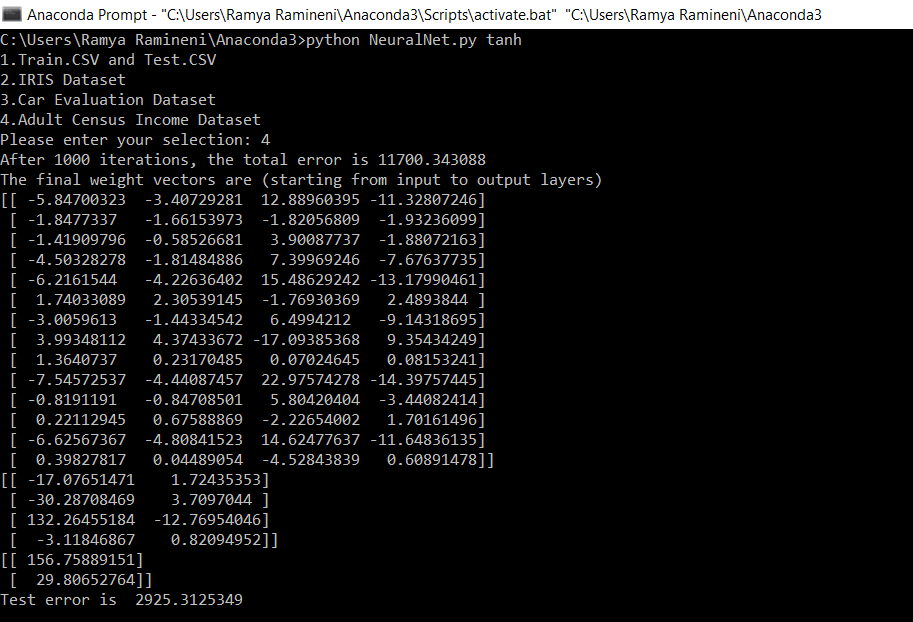 Anaconda Prompt - "C:\Users\Ramya Ramineni\Anaconda3\Scripts\activate.bat"  "C:\Users\Ramya Ramineni\Anaconda3
C:\Users\Ramya Ramineni\Anaconda3>python NeuralNet.py tanh
1.Train.CSV and Test.CSV
2.IRIS Dataset
3.Car Evaluation Dataset
4.Adult Census Income Dataset
Please enter your selection: 4
After 1000 iterations, the total error is 11700.343088
The final weight vectors are (starting from input to output layers)
[[ -5.84700323  -3.40729281  12.88960395 -11.32807246]
 [ -1.8477337   -1.66153973  -1.82056809  -1.93236099]
 [ -1.41909796  -0.58526681   3.90087737  -1.88072163]
 [ -4.50328278  -1.81484886   7.39969246  -7.67637735]
 [ -6.2161544   -4.22636402  15.48629242 -13.17990461]
 [  1.74033089   2.30539145  -1.76930369   2.4893844 ]
 [ -3.0059613   -1.44334542   6.4994212   -9.14318695]
 [  3.99348112   4.37433672 -17.09385368   9.35434249]
 [  1.3640737    0.23170485   0.07024645   0.08153241]
 [ -7.54572537  -4.44087457  22.97574278 -14.39757445]
 [ -0.8191191   -0.84708501   5.80420404  -3.44082414]
 [  0.22112945   0.67588869  -2.22654002   1.70161496]
 [ -6.62567367  -4.80841523  14.62477637 -11.64836135]
 [  0.39827817   0.04489054  -4.52843839   0.60891478]]
[[ -17.07651471    1.72435353]
 [ -30.28708469    3.7097044 ]
 [ 132.26455184  -12.76954046]
 [  -3.11846867    0.82094952]]
[[ 156.75889151]
 [  29.80652764]]
Test error is  2925.3125349